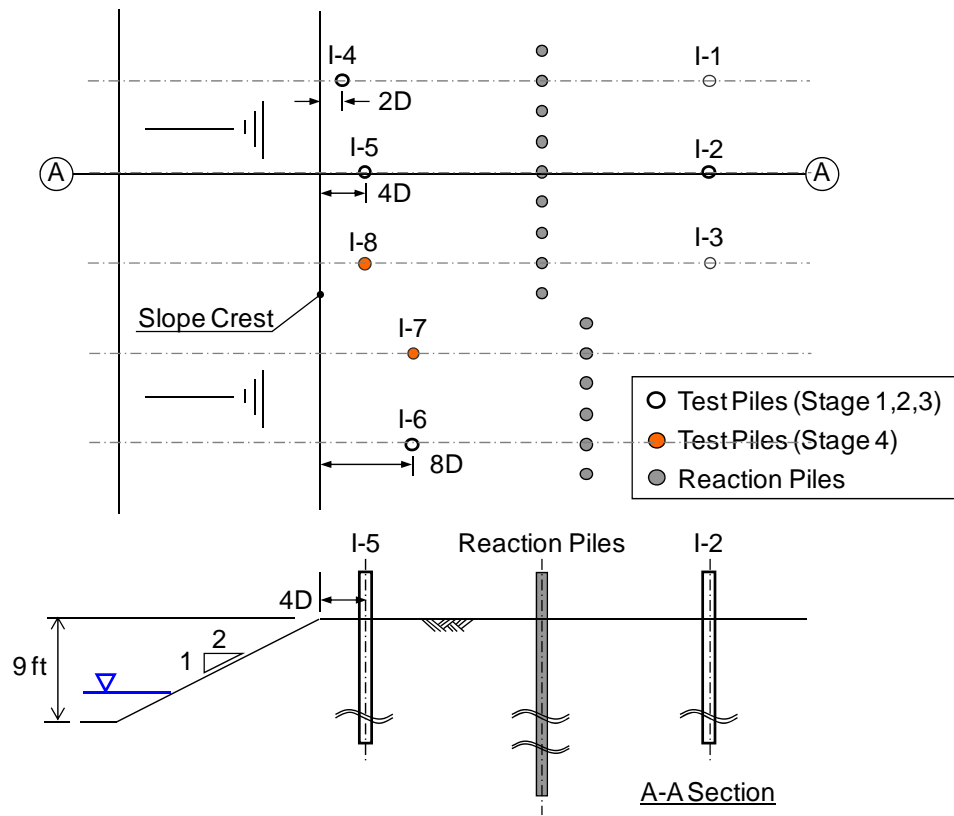 I-4
I-1
2D
I-5
I-2
A
A
4D
I-8
I-3
Slope Crest
I-7
Test Piles (Stage 1,2,3)
I-6
Test Piles (Stage 4)
8D
Reaction Piles
I-5
Reaction Piles
I-2
4D
2
1
9 ft
A-A Section